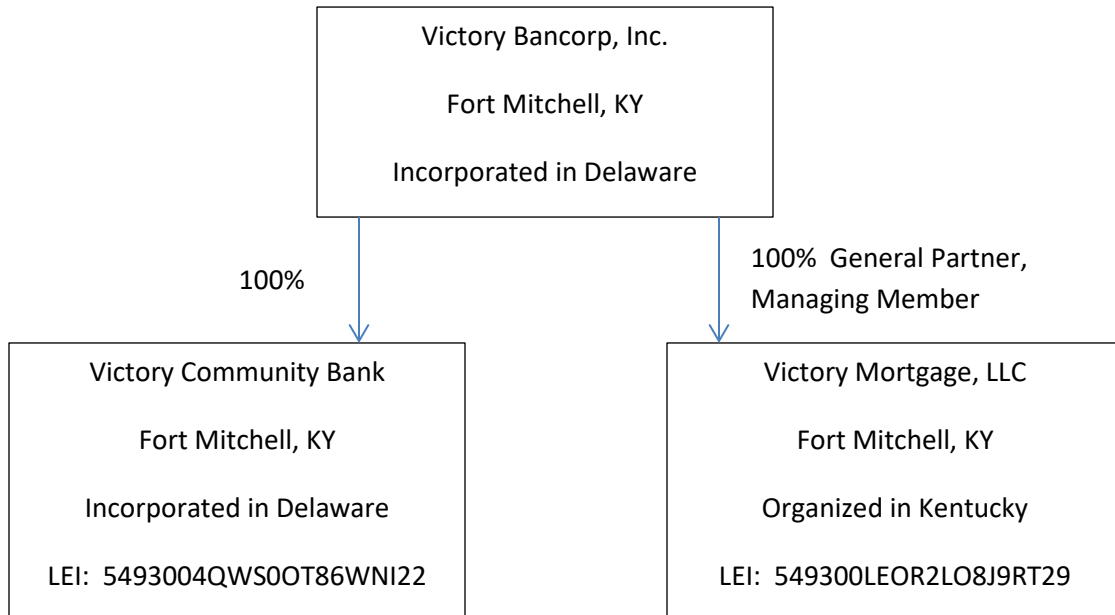 Victory Bancorp, Inc.
Fort Mitchell, KY
Incorporated in Delaware
100%
100%  General Partner,
Managing Member
Victory Community Bank
Fort Mitchell, KY
Incorporated in Delaware
LEI:  5493004QWS0OT86WNI22
Victory Mortgage, LLC
Fort Mitchell, KY
Organized in Kentucky
LEI:  549300LEOR2LO8J9RT29